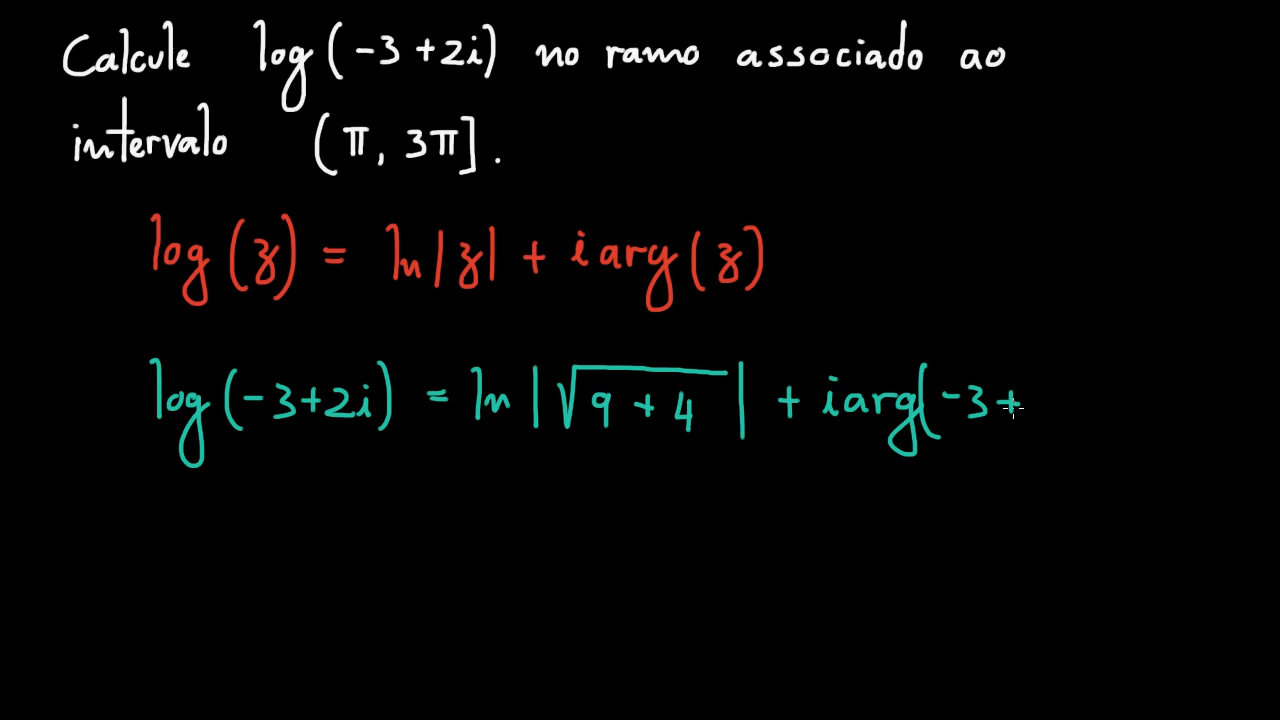 Calcule log(-3+2i) no ramo associado ao
intervalo (π, 3π].
log(z) = ln|z| + iarg(z)
log(-3+2i) = ln|√9+4| + iarg(-3+